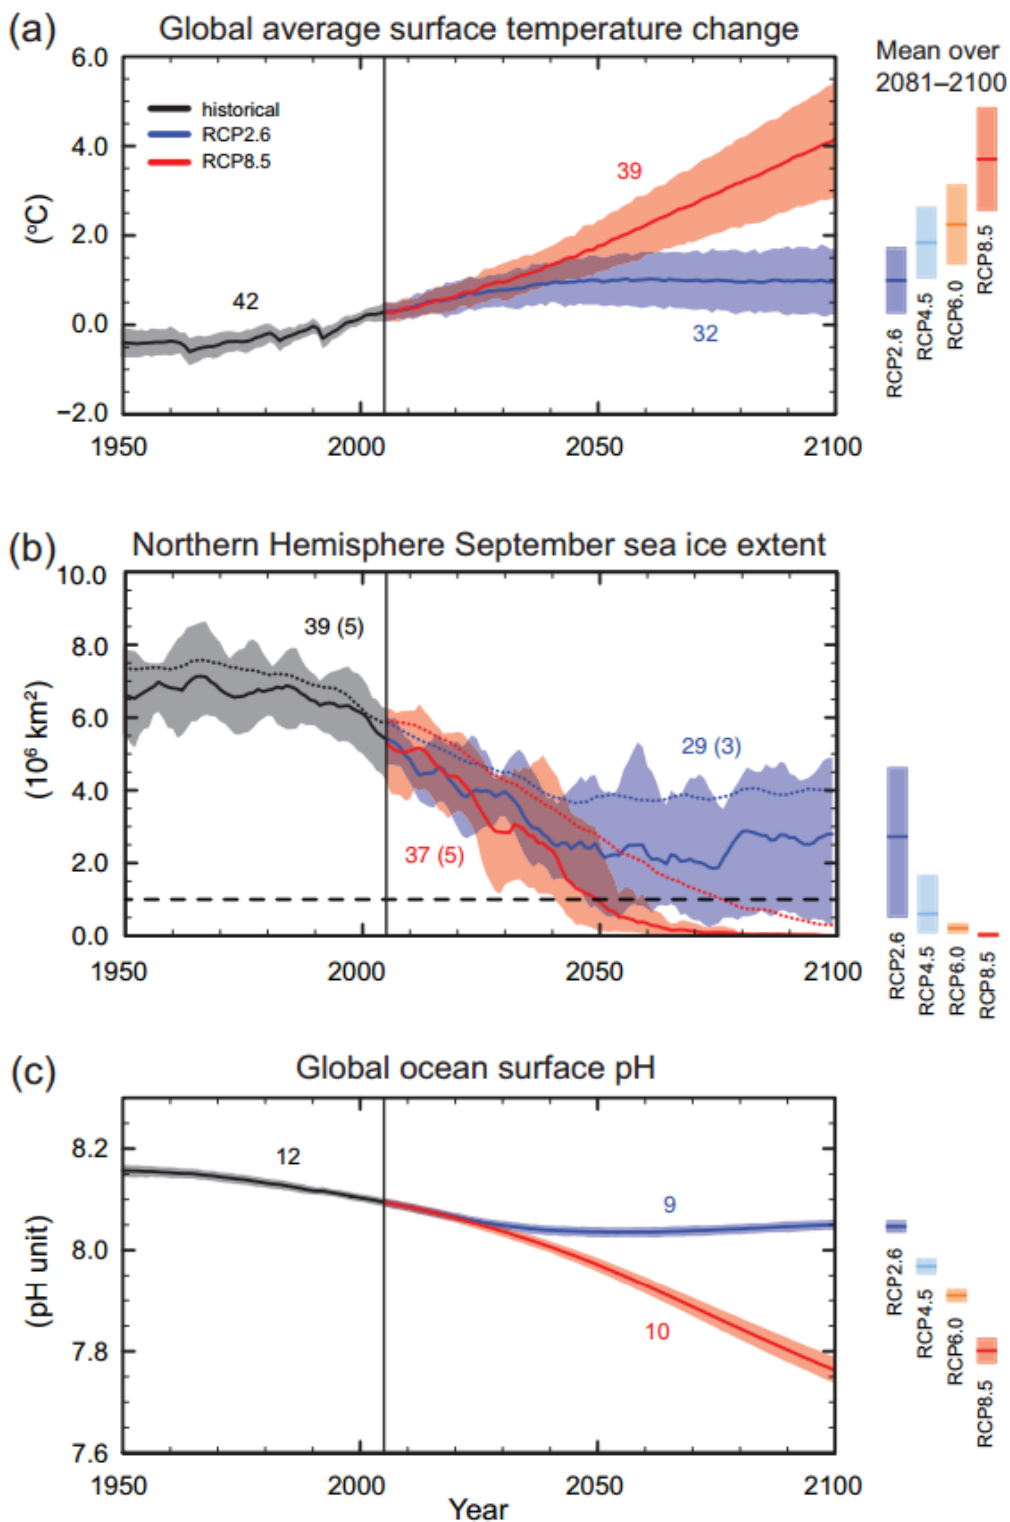 (a) Global average surface temperature change
Mean over
2081–2100
6.0
4.0
2.0
0.0
−2.0
(ºC)
historical
RCP2.6
RCP8.5
42
39
32
1950 2000 2050 2100
RCP2.6
RCP4.5
RCP6.0
RCP8.5
(b) Northern Hemisphere September sea ice extent
10.0
8.0
6.0
4.0
2.0
0.0
(10⁶ km²)
39 (5)
29 (3)
37 (5)
1950 2000 2050 2100
RCP2.6
RCP4.5
RCP6.0
RCP8.5
(c) Global ocean surface pH
8.2
8.0
7.8
7.6
(pH unit)
12
9
10
1950 2000 2050 2100
Year
RCP2.6
RCP4.5
RCP6.0
RCP8.5